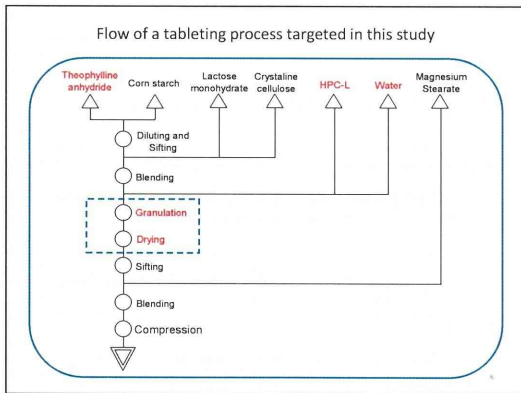 Flow of a tableting process targeted in this study
Theophylline
anhydride
Corn starch
Lactose
monohydrate
Crystaline
cellulose
HPC-L
Water
Magnesium
Stearate
Diluting and
Sifting
Blending
Granulation
Drying
Sifting
Blending
Compression